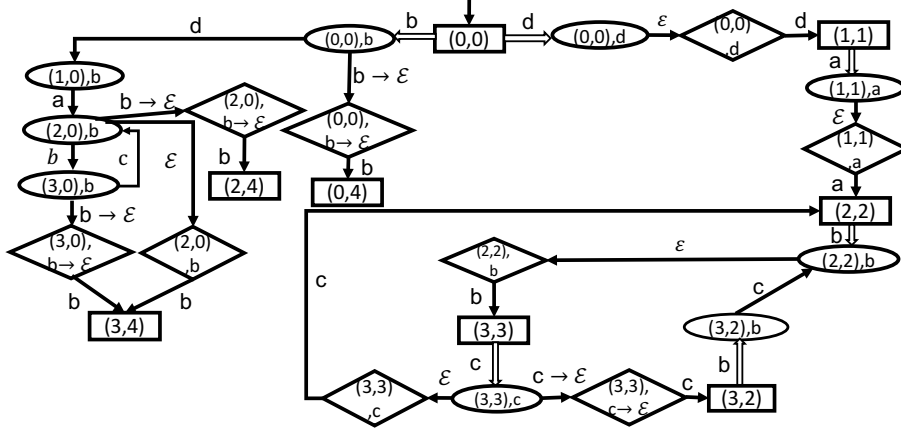 d
b
d
ε
d
(0,0),b
(0,0)
(0,0),d
(0,0)
,d
(1,1)
(1,0),b
b → ℰ
a
a
b → ℰ
(2,0),
b→ ℰ
(0,0),
b→ ℰ
(1,1),a
ℰ
(2,0),b
ℰ
(1,1)
,a
b
c
b
b
a
(3,0),b
(2,4)
(0,4)
(2,2)
b → ℰ
b
(3,0),
b→ ℰ
(2,0)
,b
(2,2),
b
ε
(2,2),b
c
b
b
b
c
(3,4)
(3,3)
(3,2),b
c
b
(3,3)
,c
ℰ
(3,3),c
c → ℰ
(3,3),
c→ ℰ
c
(3,2)